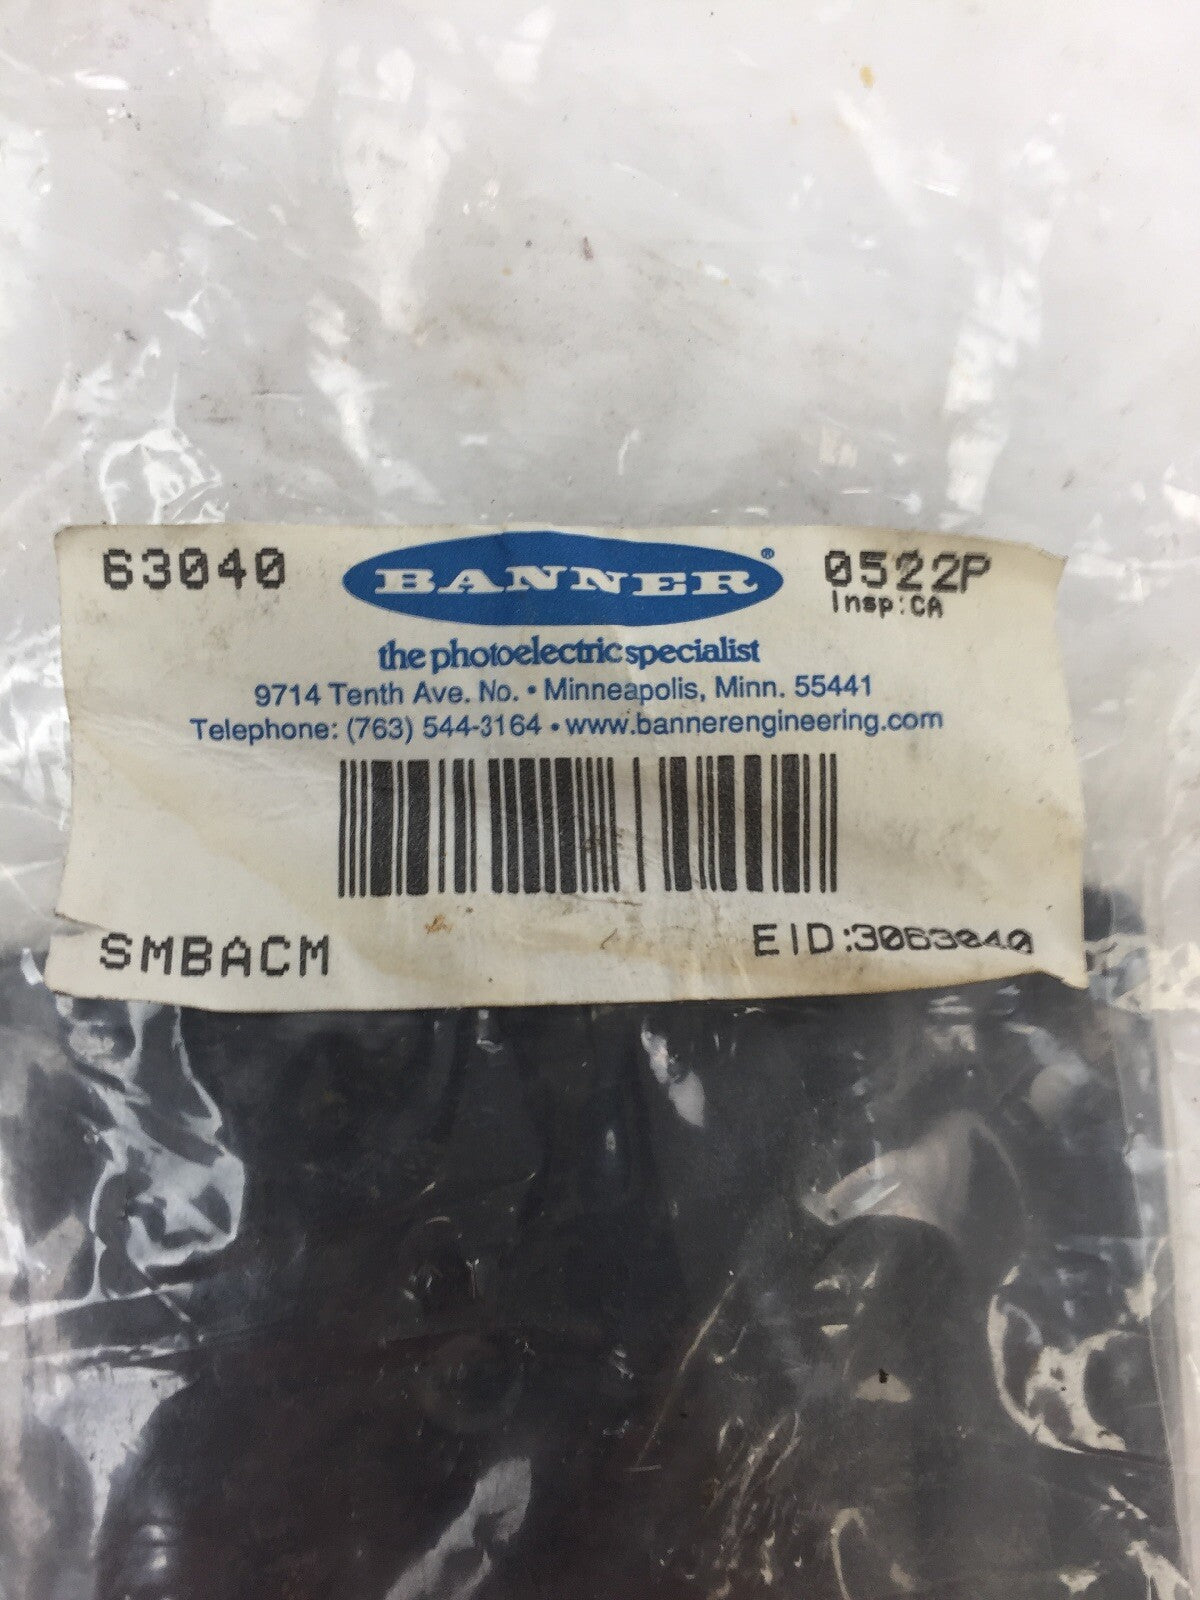 63040
BANNER®
0522P
Insp:CA
the photoelectric specialist
9714 Tenth Ave. No. • Minneapolis, Minn. 55441
Telephone: (763) 544-3164 • www.bannerengineering.com
SMBACM
EID:3063040